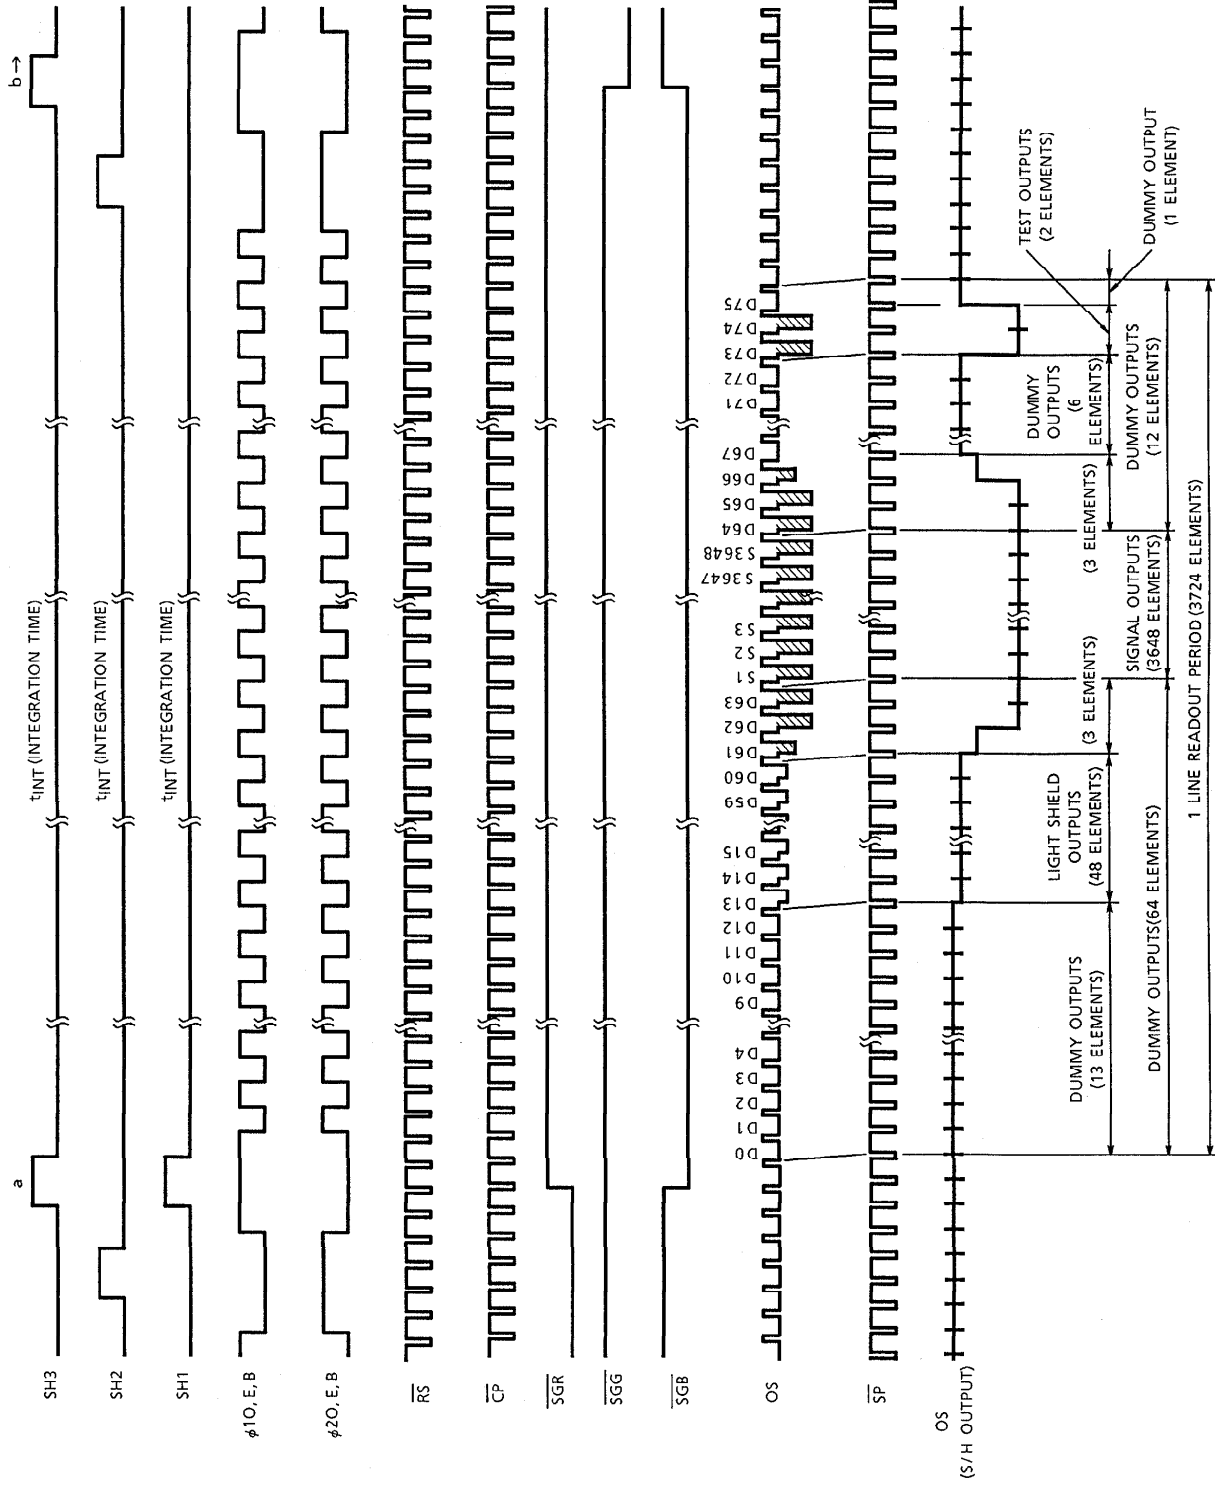 a
b→
SH3
tINT (INTEGRATION TIME)
SH2
tINT (INTEGRATION TIME)
SH1
tINT (INTEGRATION TIME)
ϕ1O, E, B
ϕ2O, E, B
RS
CP
SGR
SGG
SGB
OS
D0
D1
D2
D3
D4
D9
D10
D11
D12
D13
D14
D15
D59
D60
D61
D62
D63
S1
S2
S3
S3647
S3648
D64
D65
D66
D67
D71
D72
D73
D74
D75
SP
OS
(S/H OUTPUT)
DUMMY OUTPUTS
(13 ELEMENTS)
LIGHT SHIELD
OUTPUTS
(48 ELEMENTS)
(3 ELEMENTS)
(3 ELEMENTS)
DUMMY
OUTPUTS
(6
ELEMENTS)
TEST OUTPUTS
(2 ELEMENTS)
DUMMY OUTPUT
(1 ELEMENT)
DUMMY OUTPUTS(64 ELEMENTS)
SIGNAL OUTPUTS
(3648 ELEMENTS)
DUMMY OUTPUTS
(12 ELEMENTS)
1 LINE READOUT PERIOD(3724 ELEMENTS)